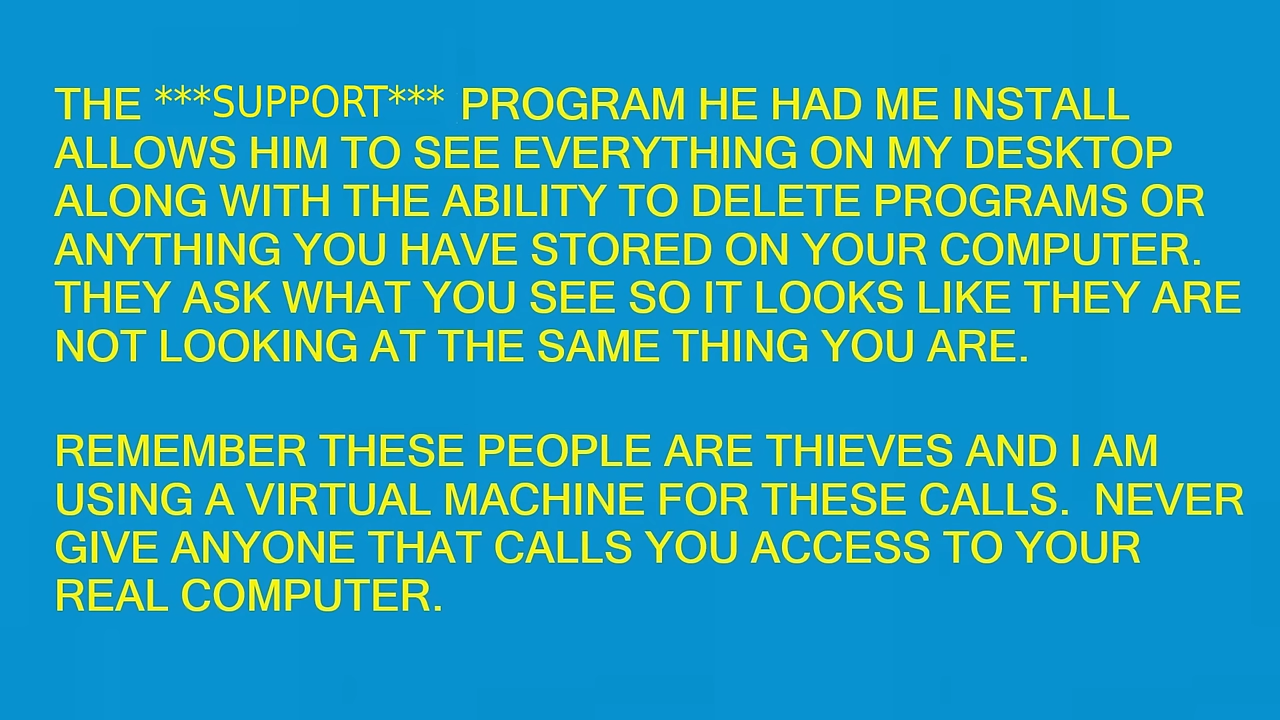 THE ***SUPPORT*** PROGRAM HE HAD ME INSTALL
ALLOWS HIM TO SEE EVERYTHING ON MY DESKTOP
ALONG WITH THE ABILITY TO DELETE PROGRAMS OR
ANYTHING YOU HAVE STORED ON YOUR COMPUTER.
THEY ASK WHAT YOU SEE SO IT LOOKS LIKE THEY ARE
NOT LOOKING AT THE SAME THING YOU ARE.
REMEMBER THESE PEOPLE ARE THIEVES AND I AM
USING A VIRTUAL MACHINE FOR THESE CALLS.  NEVER
GIVE ANYONE THAT CALLS YOU ACCESS TO YOUR
REAL COMPUTER.